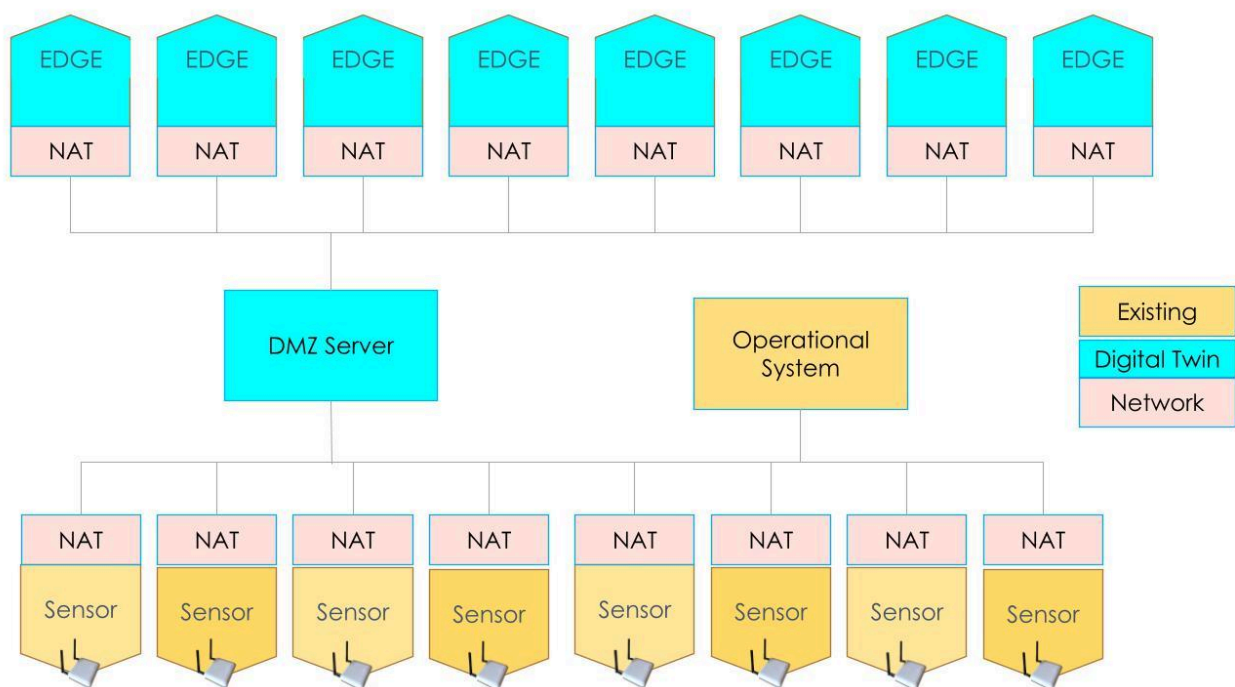 EDGE EDGE EDGE EDGE EDGE EDGE EDGE EDGE
NAT NAT NAT NAT NAT NAT NAT NAT
DMZ Server
Operational
System
Existing
Digital Twin
Network
NAT NAT NAT NAT NAT NAT NAT NAT
Sensor Sensor Sensor Sensor Sensor Sensor Sensor Sensor